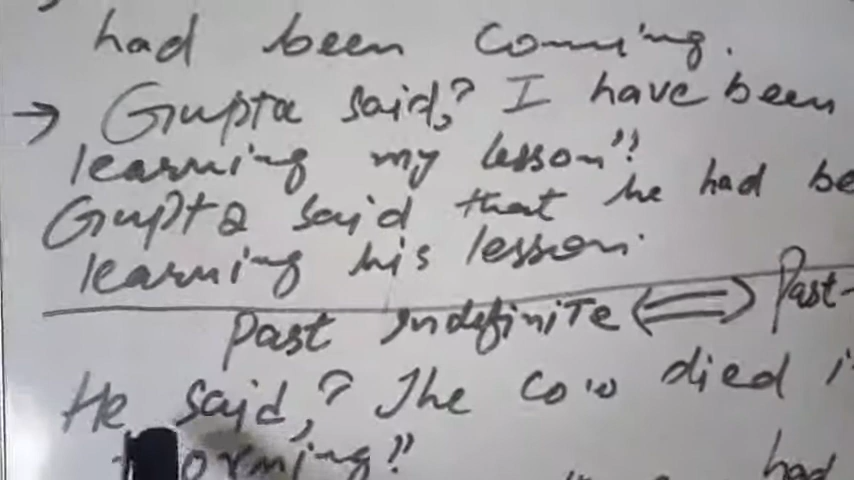 had been coming.
→ Gupta said, "I have been
learning my lesson".
Gupta said that he had be
learning his lesson.
Past Indefinite ⟺ Past
He said, "The cow died i
orning"
had